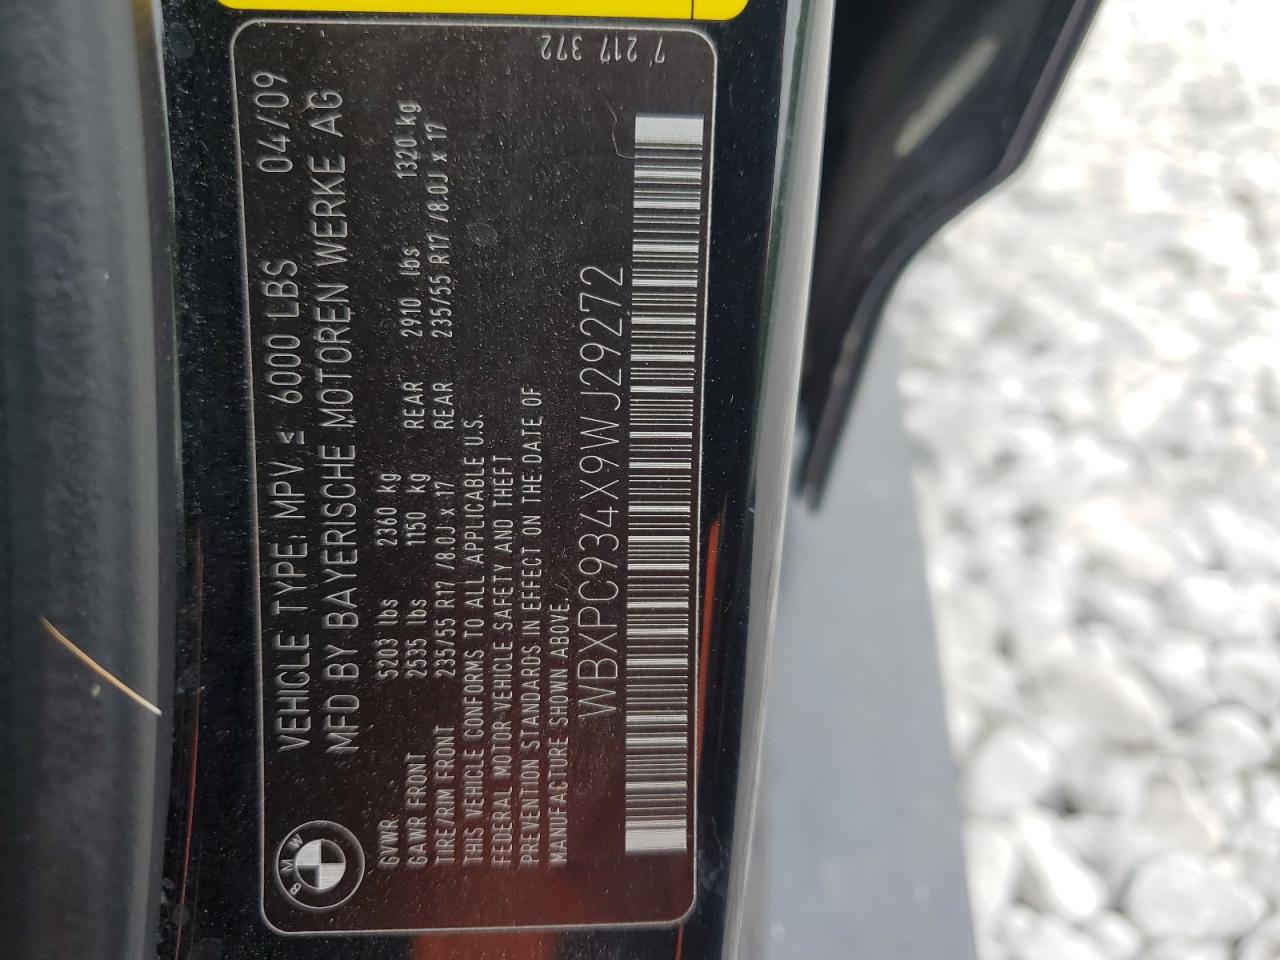 BMW
VEHICLE TYPE: MPV, ≤ 6000 LBS 04/09
MFD BY BAYERISCHE MOTOREN WERKE AG
GVWR 5203 lbs 2360 kg
GAWR FRONT 2535 lbs 1150 kg REAR 2910 lbs 1320 kg
TIRE/RIM FRONT 235/55 R17 /8.0J x 17 REAR 235/55 R17 /8.0J x 17
THIS VEHICLE CONFORMS TO ALL APPLICABLE U.S.
FEDERAL MOTOR VEHICLE SAFETY AND THEFT
PREVENTION STANDARDS IN EFFECT ON THE DATE OF
MANUFACTURE SHOWN ABOVE.
WBXPC934X9WJ29272
7 217 372